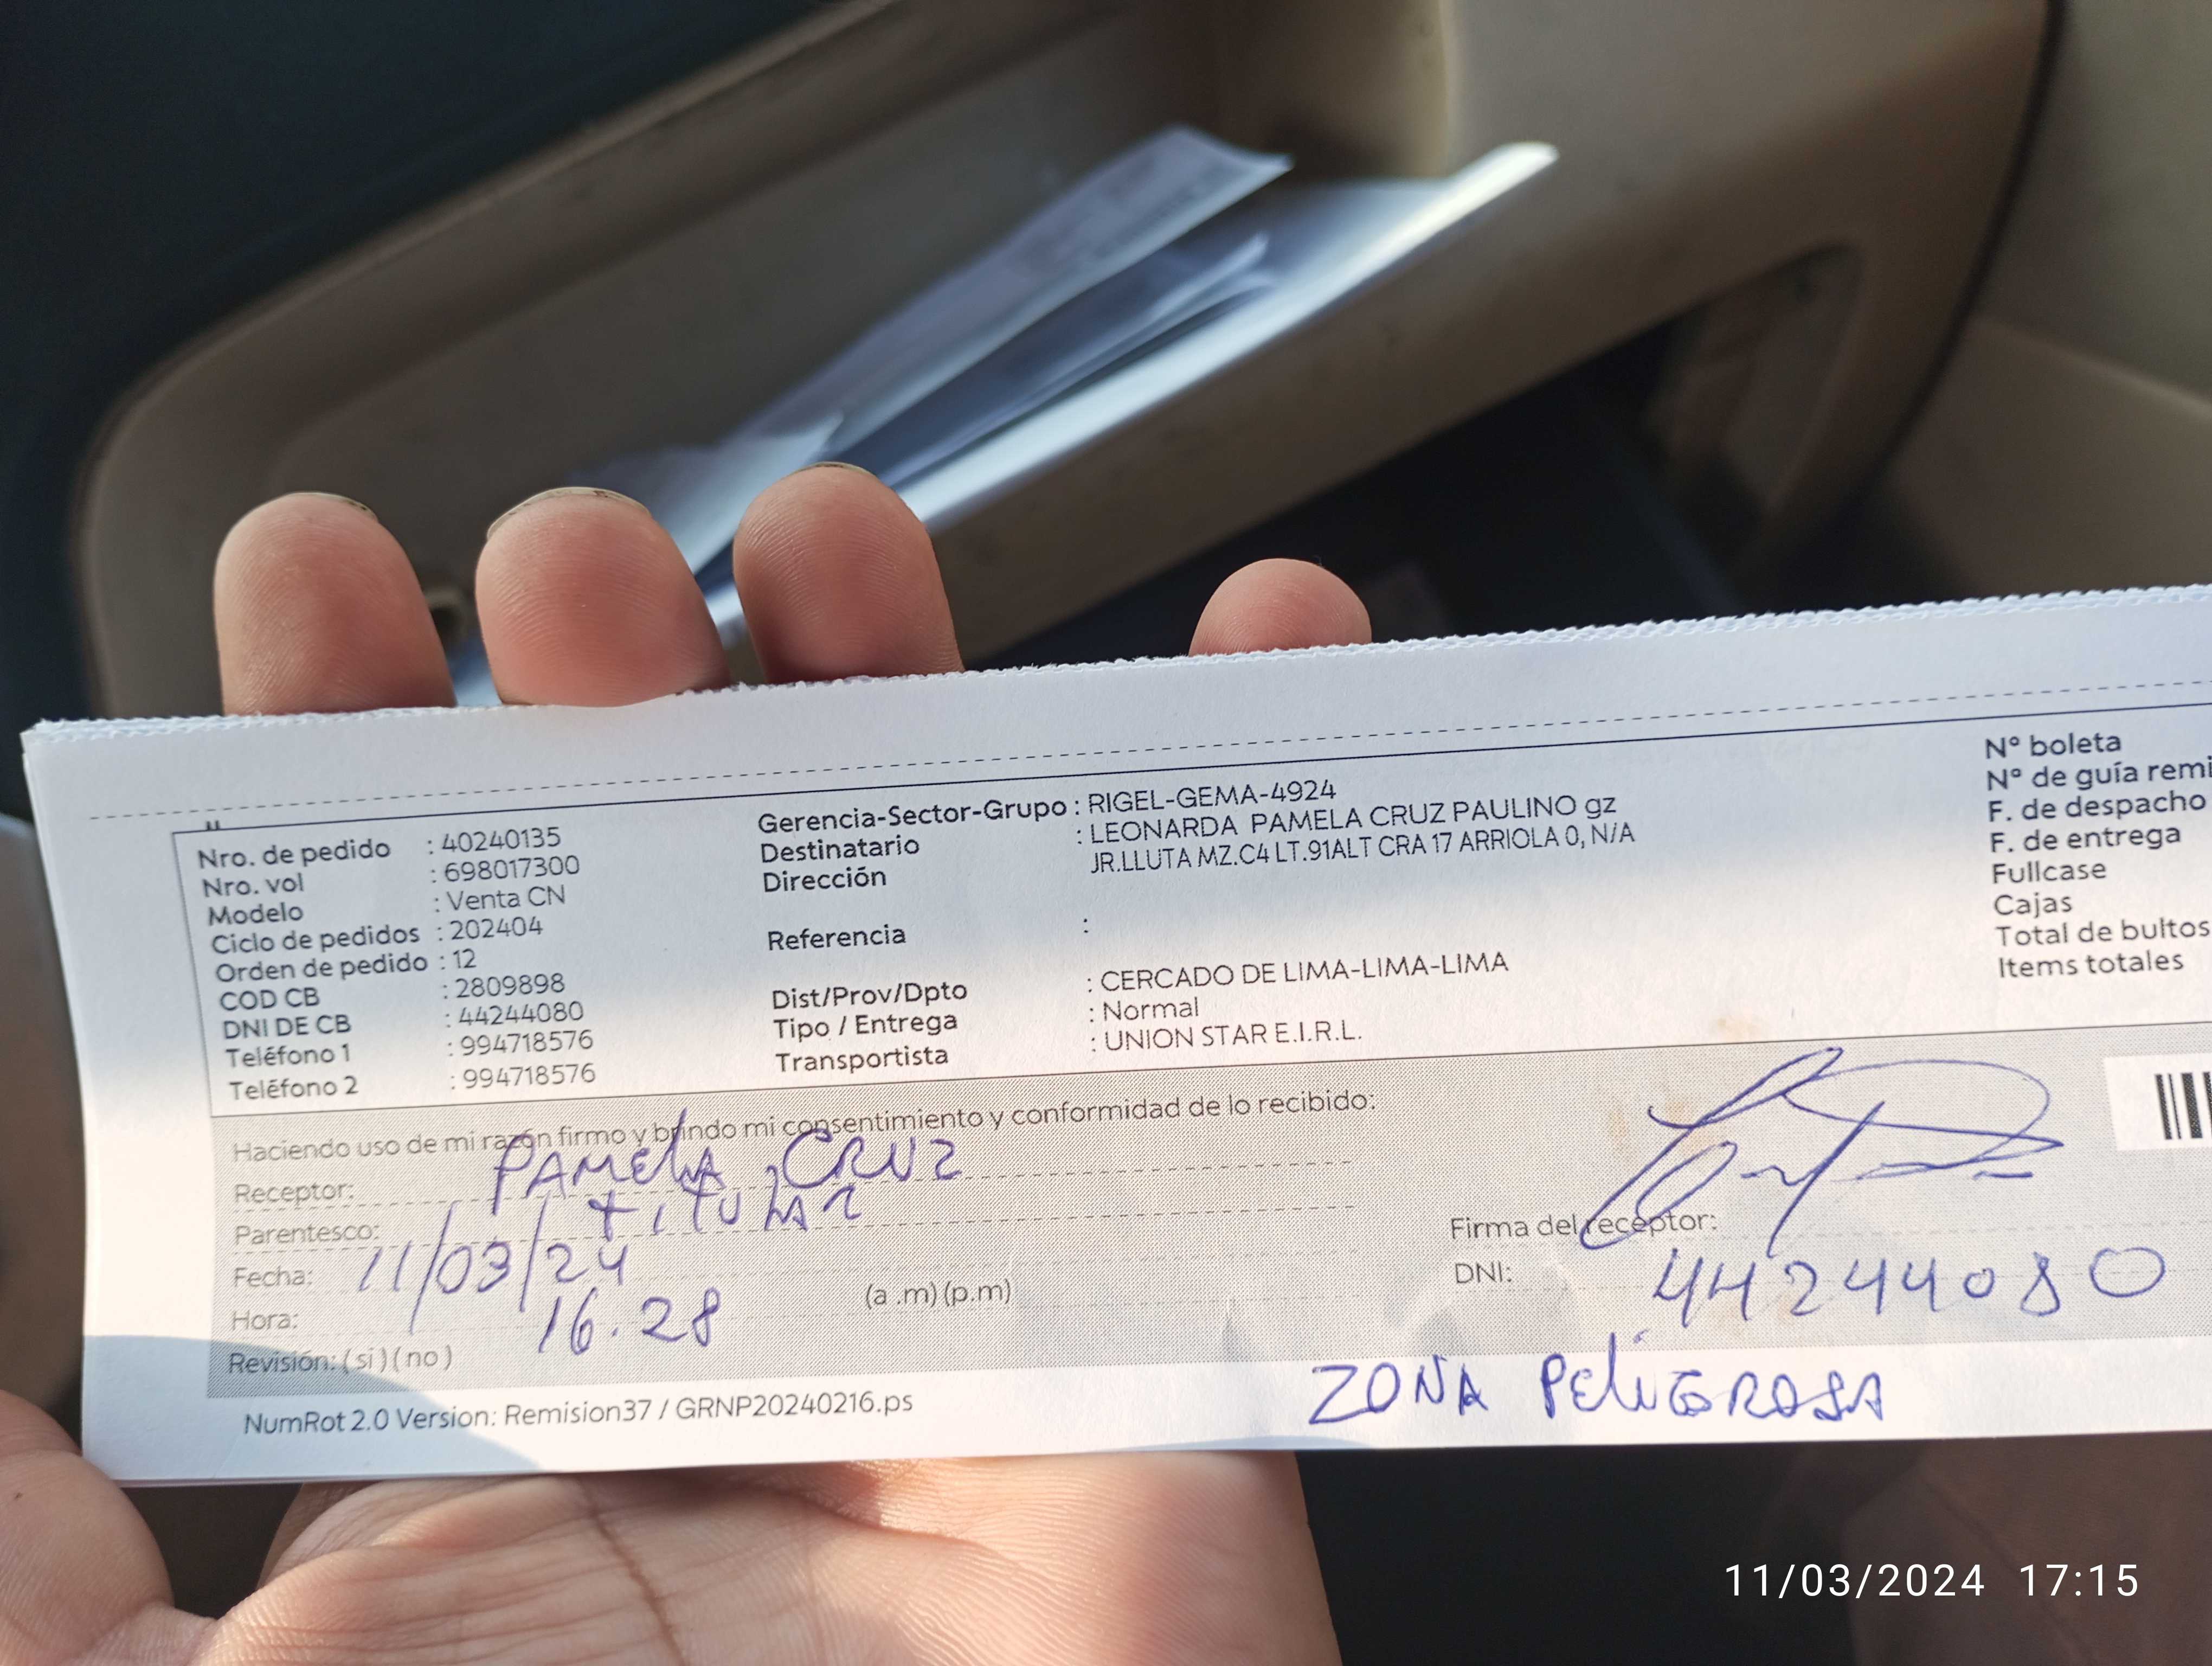 Nro. de pedido : 40240135
Nro. vol : 698017300
Modelo : Venta CN
Ciclo de pedidos : 202404
Orden de pedido : 12
COD CB : 2809898
DNI DE CB : 44244080
Teléfono 1 : 994718576
Teléfono 2 : 994718576
Gerencia-Sector-Grupo : RIGEL-GEMA-4924
Destinatario : LEONARDA PAMELA CRUZ PAULINO gz
Dirección JR.LLUTA MZ.C4 LT.91ALT CRA 17 ARRIOLA 0, N/A
Referencia :
Dist/Prov/Dpto : CERCADO DE LIMA-LIMA-LIMA
Tipo / Entrega : Normal
Transportista : UNION STAR E.I.R.L.
N° boleta
N° de guía remi
F. de despacho
F. de entrega
Fullcase
Cajas
Total de bultos
Items totales
Haciendo uso de mi razón firmo y brindo mi consentimiento y conformidad de lo recibido:
Receptor: PAMELA CRUZ
Parentesco: TITULAR
Fecha: 11/03/24
Hora: 16.28 (a .m) (p.m)
Revisión: (si) (no)
Firma del receptor:
DNI: 44244080
ZONA PELIGROSA
NumRot 2.0 Version: Remision37 / GRNP20240216.ps
11/03/2024 17:15